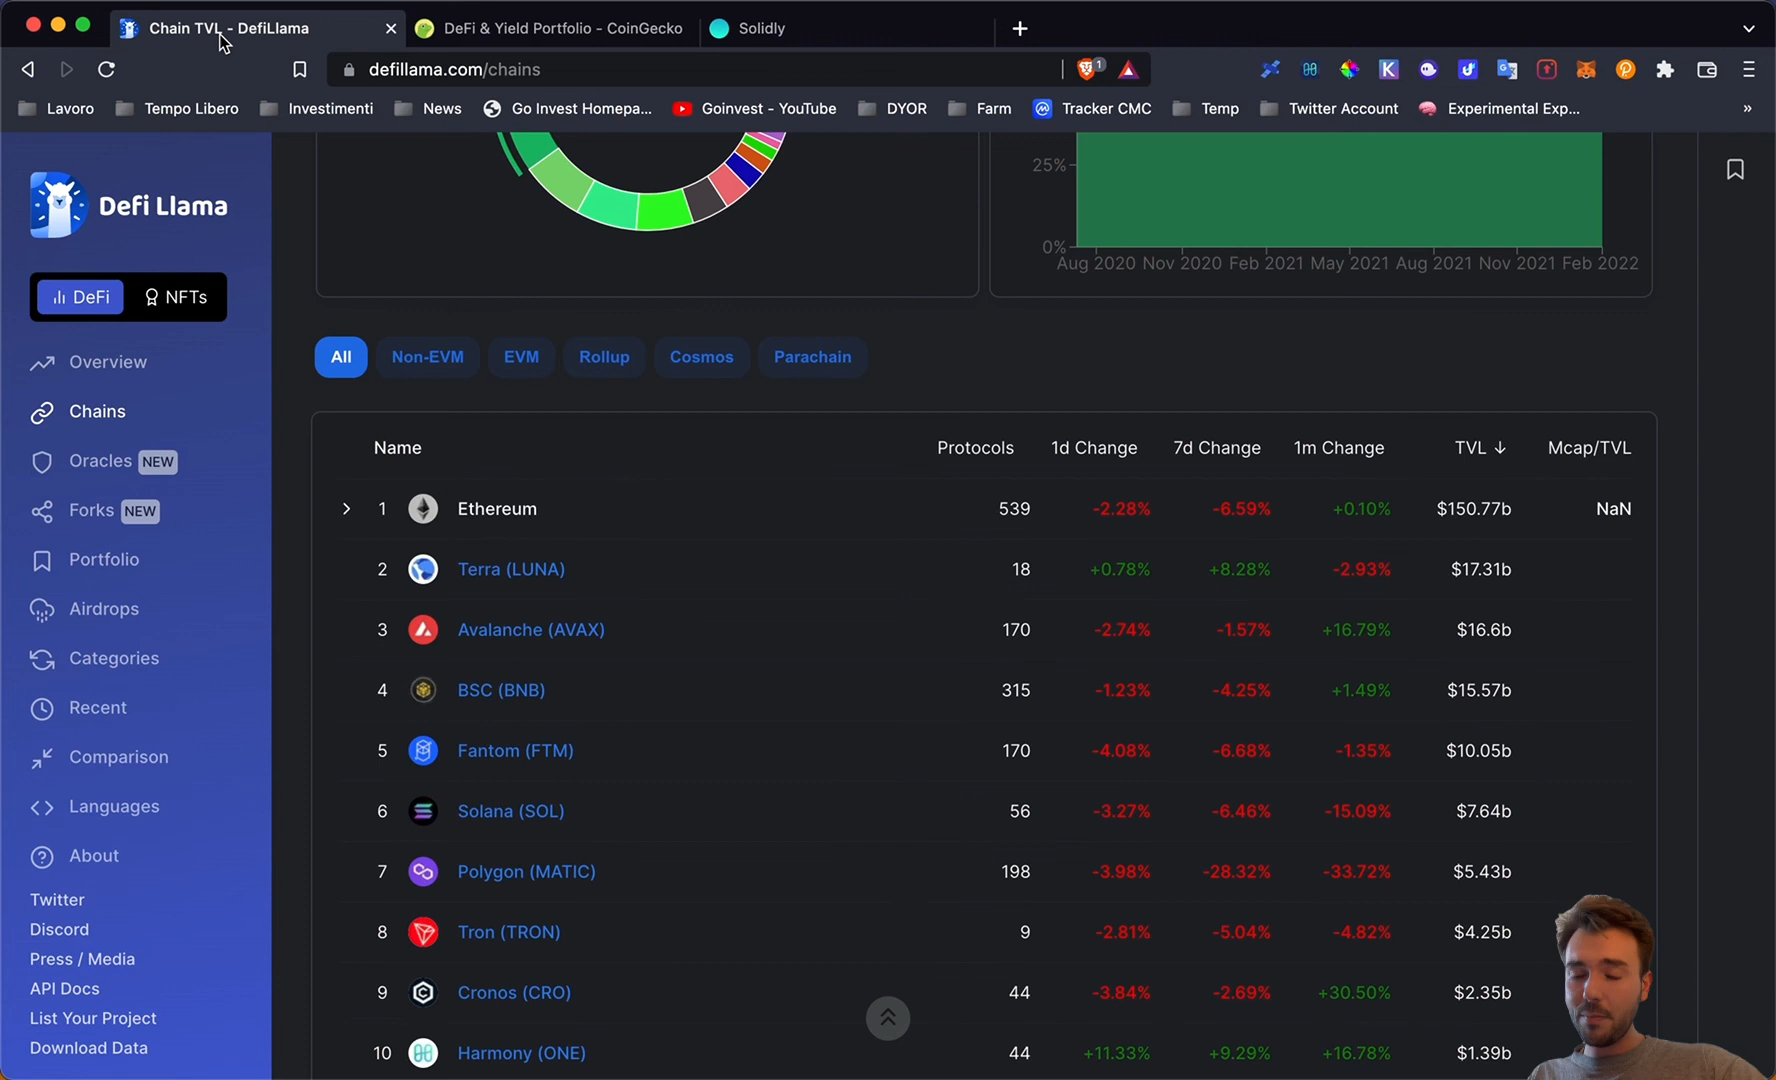 Chain TVL - DefiLlama
DeFi & Yield Portfolio - CoinGecko
Solidly
defillama.com/chains
1
Lavoro
Tempo Libero
Investimenti
News
Go Invest Homepa...
Goinvest - YouTube
DYOR
Farm
Tracker CMC
Temp
Twitter Account
Experimental Exp...
»
Defi Llama
DeFi
NFTs
Overview
Chains
Oracles NEW
Forks NEW
Portfolio
Airdrops
Categories
Recent
Comparison
Languages
About
Twitter
Discord
Press / Media
API Docs
List Your Project
Download Data
25%
0%
Aug 2020 Nov 2020 Feb 2021 May 2021 Aug 2021 Nov 2021 Feb 2022
All Non-EVM EVM Rollup Cosmos Parachain
Name Protocols 1d Change 7d Change 1m Change TVL ↓ Mcap/TVL
1 Ethereum 539 -2.28% -6.59% +0.10% $150.77b NaN
2 Terra (LUNA) 18 +0.78% +8.28% -2.93% $17.31b
3 Avalanche (AVAX) 170 -2.74% -1.57% +16.79% $16.6b
4 BSC (BNB) 315 -1.23% -4.25% +1.49% $15.57b
5 Fantom (FTM) 170 -4.08% -6.68% -1.35% $10.05b
6 Solana (SOL) 56 -3.27% -6.46% -15.09% $7.64b
7 Polygon (MATIC) 198 -3.98% -28.32% -33.72% $5.43b
8 Tron (TRON) 9 -2.81% -5.04% -4.82% $4.25b
9 Cronos (CRO) 44 -3.84% -2.69% +30.50% $2.35b
10 Harmony (ONE) 44 +11.33% +9.29% +16.78% $1.39b